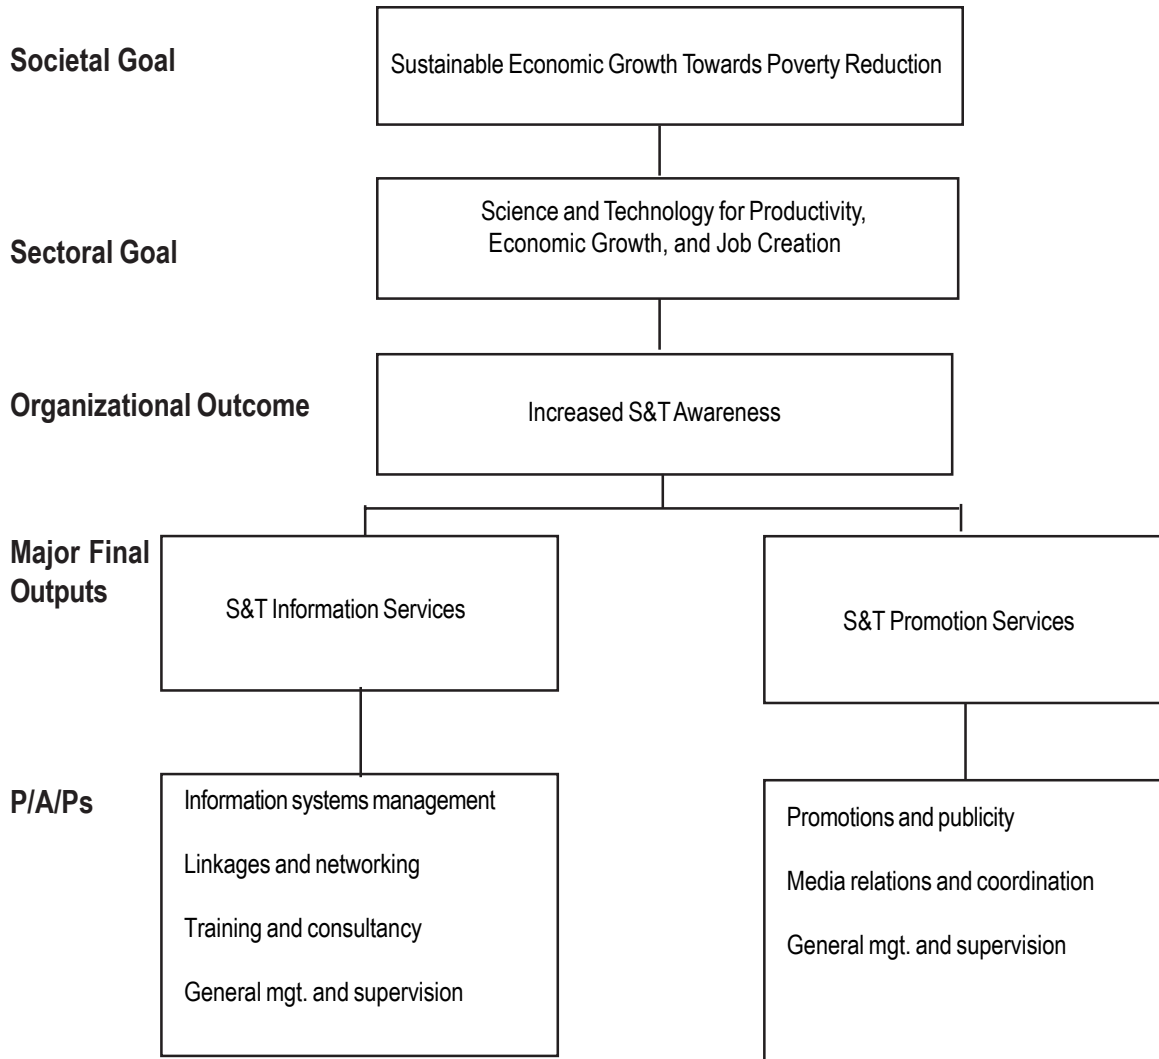 Societal Goal
Sustainable Economic Growth Towards Poverty Reduction
Sectoral Goal
Science and Technology for Productivity,
Economic Growth, and Job Creation
Organizational Outcome
Increased S&T Awareness
Major Final
Outputs
S&T Information Services
S&T Promotion Services
P/A/Ps
Information systems management
Linkages and networking
Training and consultancy
General mgt. and supervision
Promotions and publicity
Media relations and coordination
General mgt. and supervision